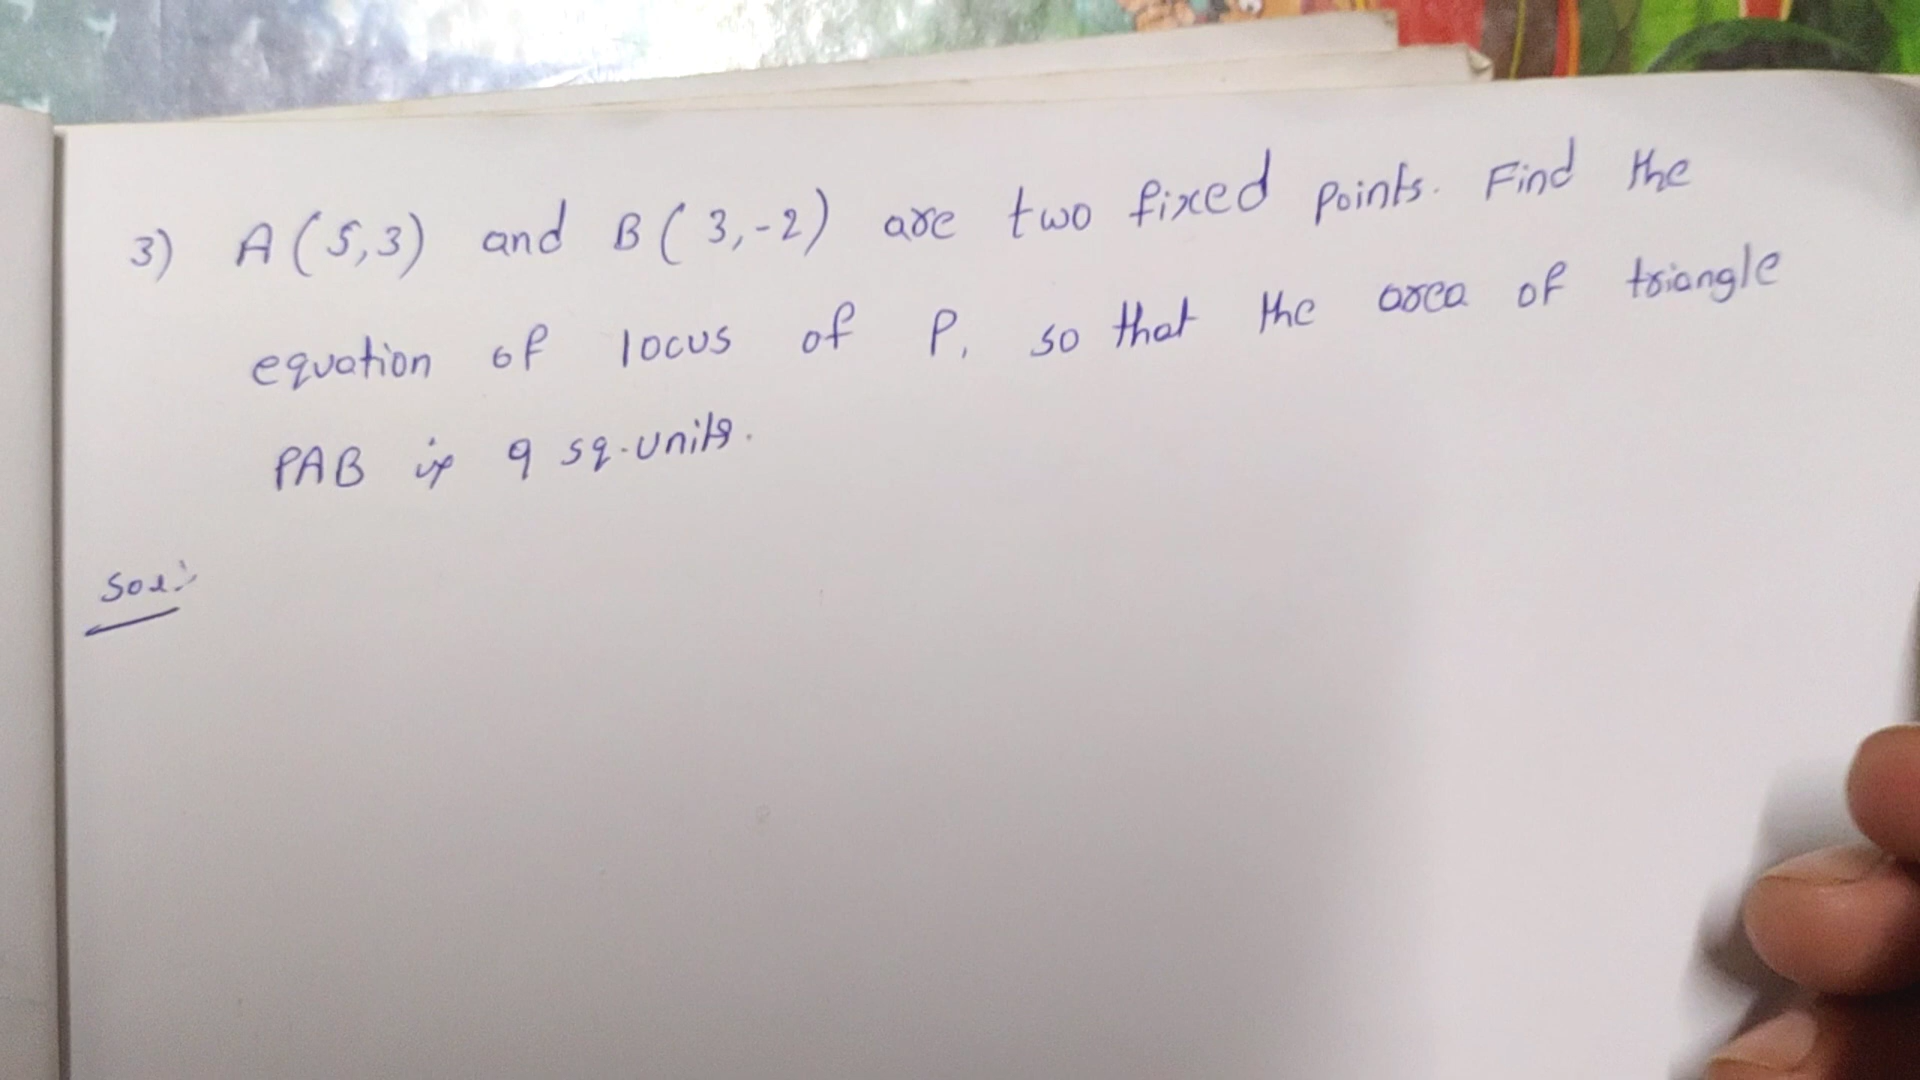 3) A(5,3) and B(3,-2) are two fixed points. Find the
equation of locus of P, so that the area of triangle
PAB is 9 sq.units.
Sol: